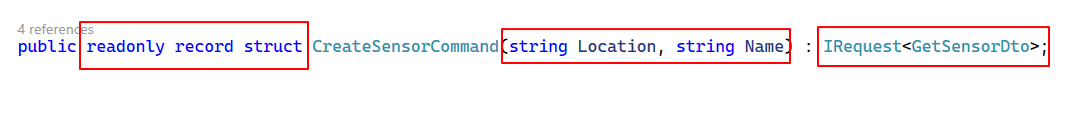 4 references
public readonly record struct CreateSensorCommand(string Location, string Name) : IRequest<GetSensorDto>;